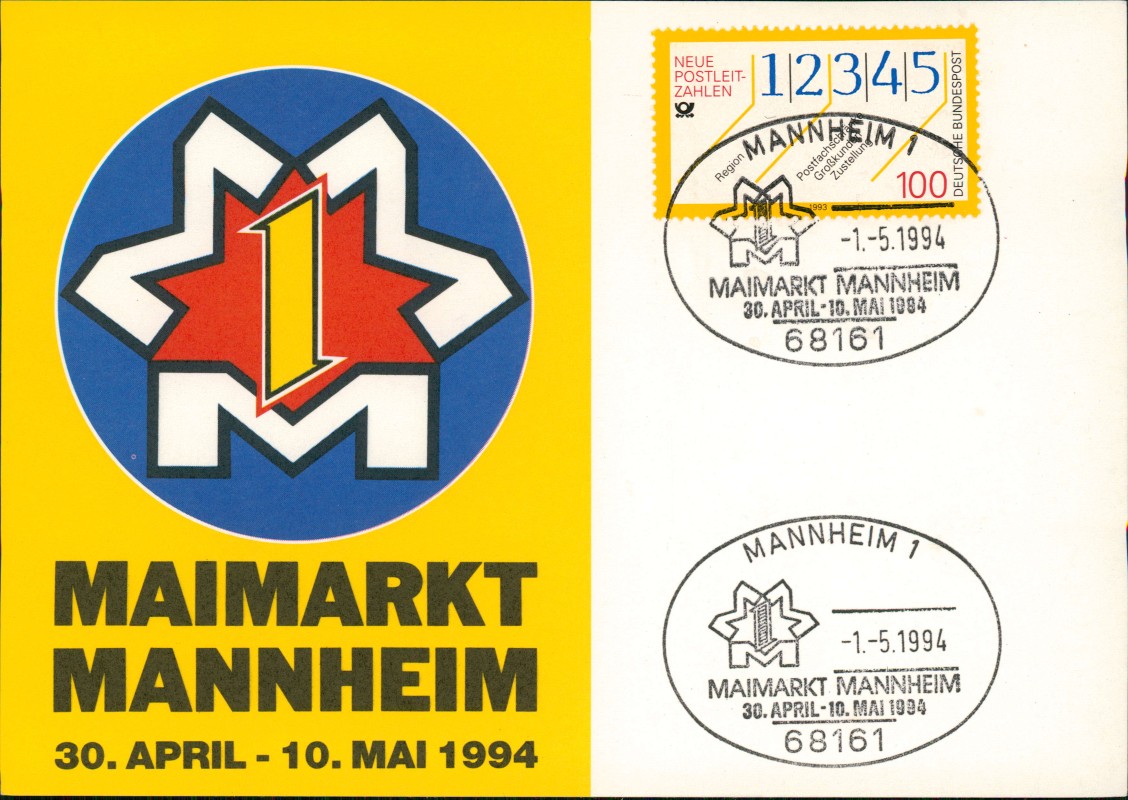 1
MAIMARKT
MANNHEIM
30. APRIL - 10. MAI 1994
NEUE
POSTLEIT-
ZAHLEN
12345
DEUTSCHE BUNDESPOST
Region
Postfachschränke
Großkunden
Zustellung
100
1993
MANNHEIM 1
-1.-5.1994
MAIMARKT MANNHEIM
30. APRIL-10. MAI 1994
68161
MANNHEIM 1
-1.-5.1994
MAIMARKT MANNHEIM
30. APRIL-10. MAI 1994
68161